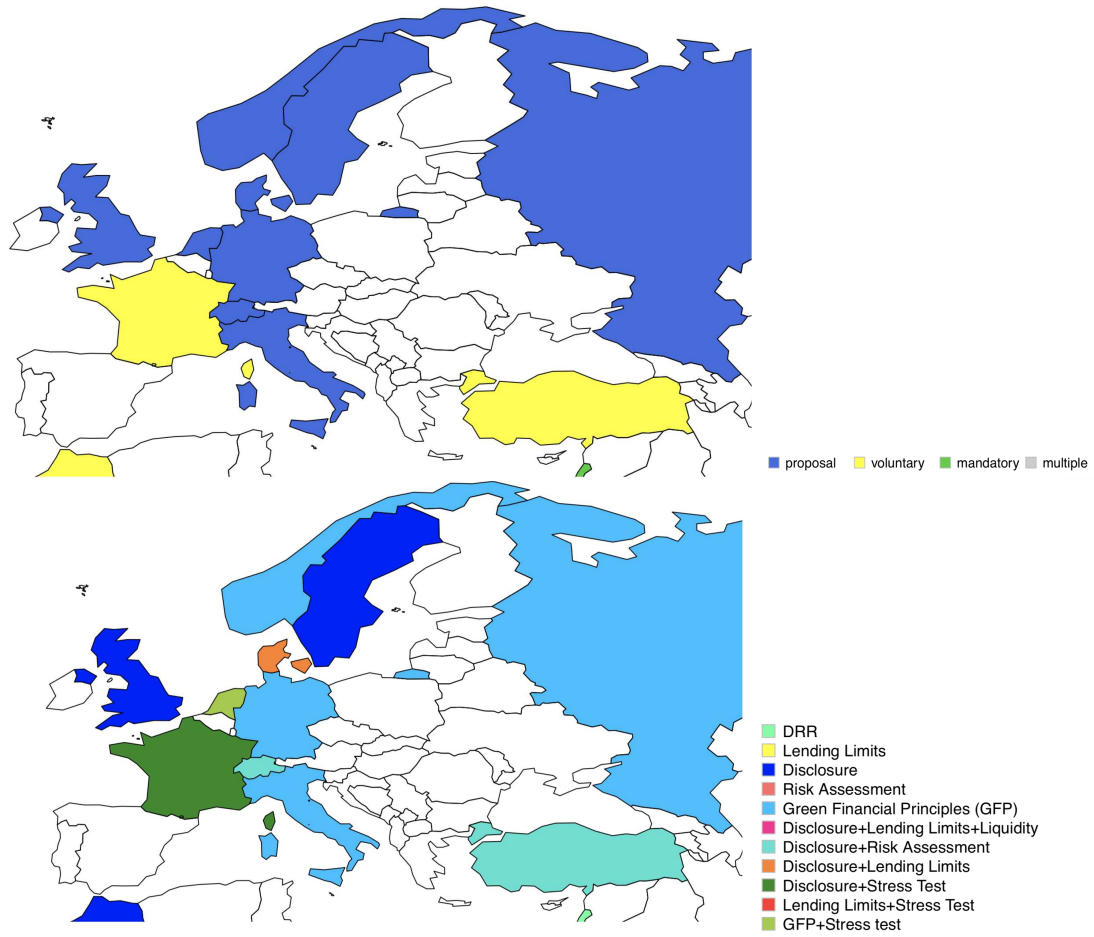 proposal voluntary mandatory multiple
DRR
Lending Limits
Disclosure
Risk Assessment
Green Financial Principles (GFP)
Disclosure+Lending Limits+Liquidity
Disclosure+Risk Assessment
Disclosure+Lending Limits
Disclosure+Stress Test
Lending Limits+Stress Test
GFP+Stress test